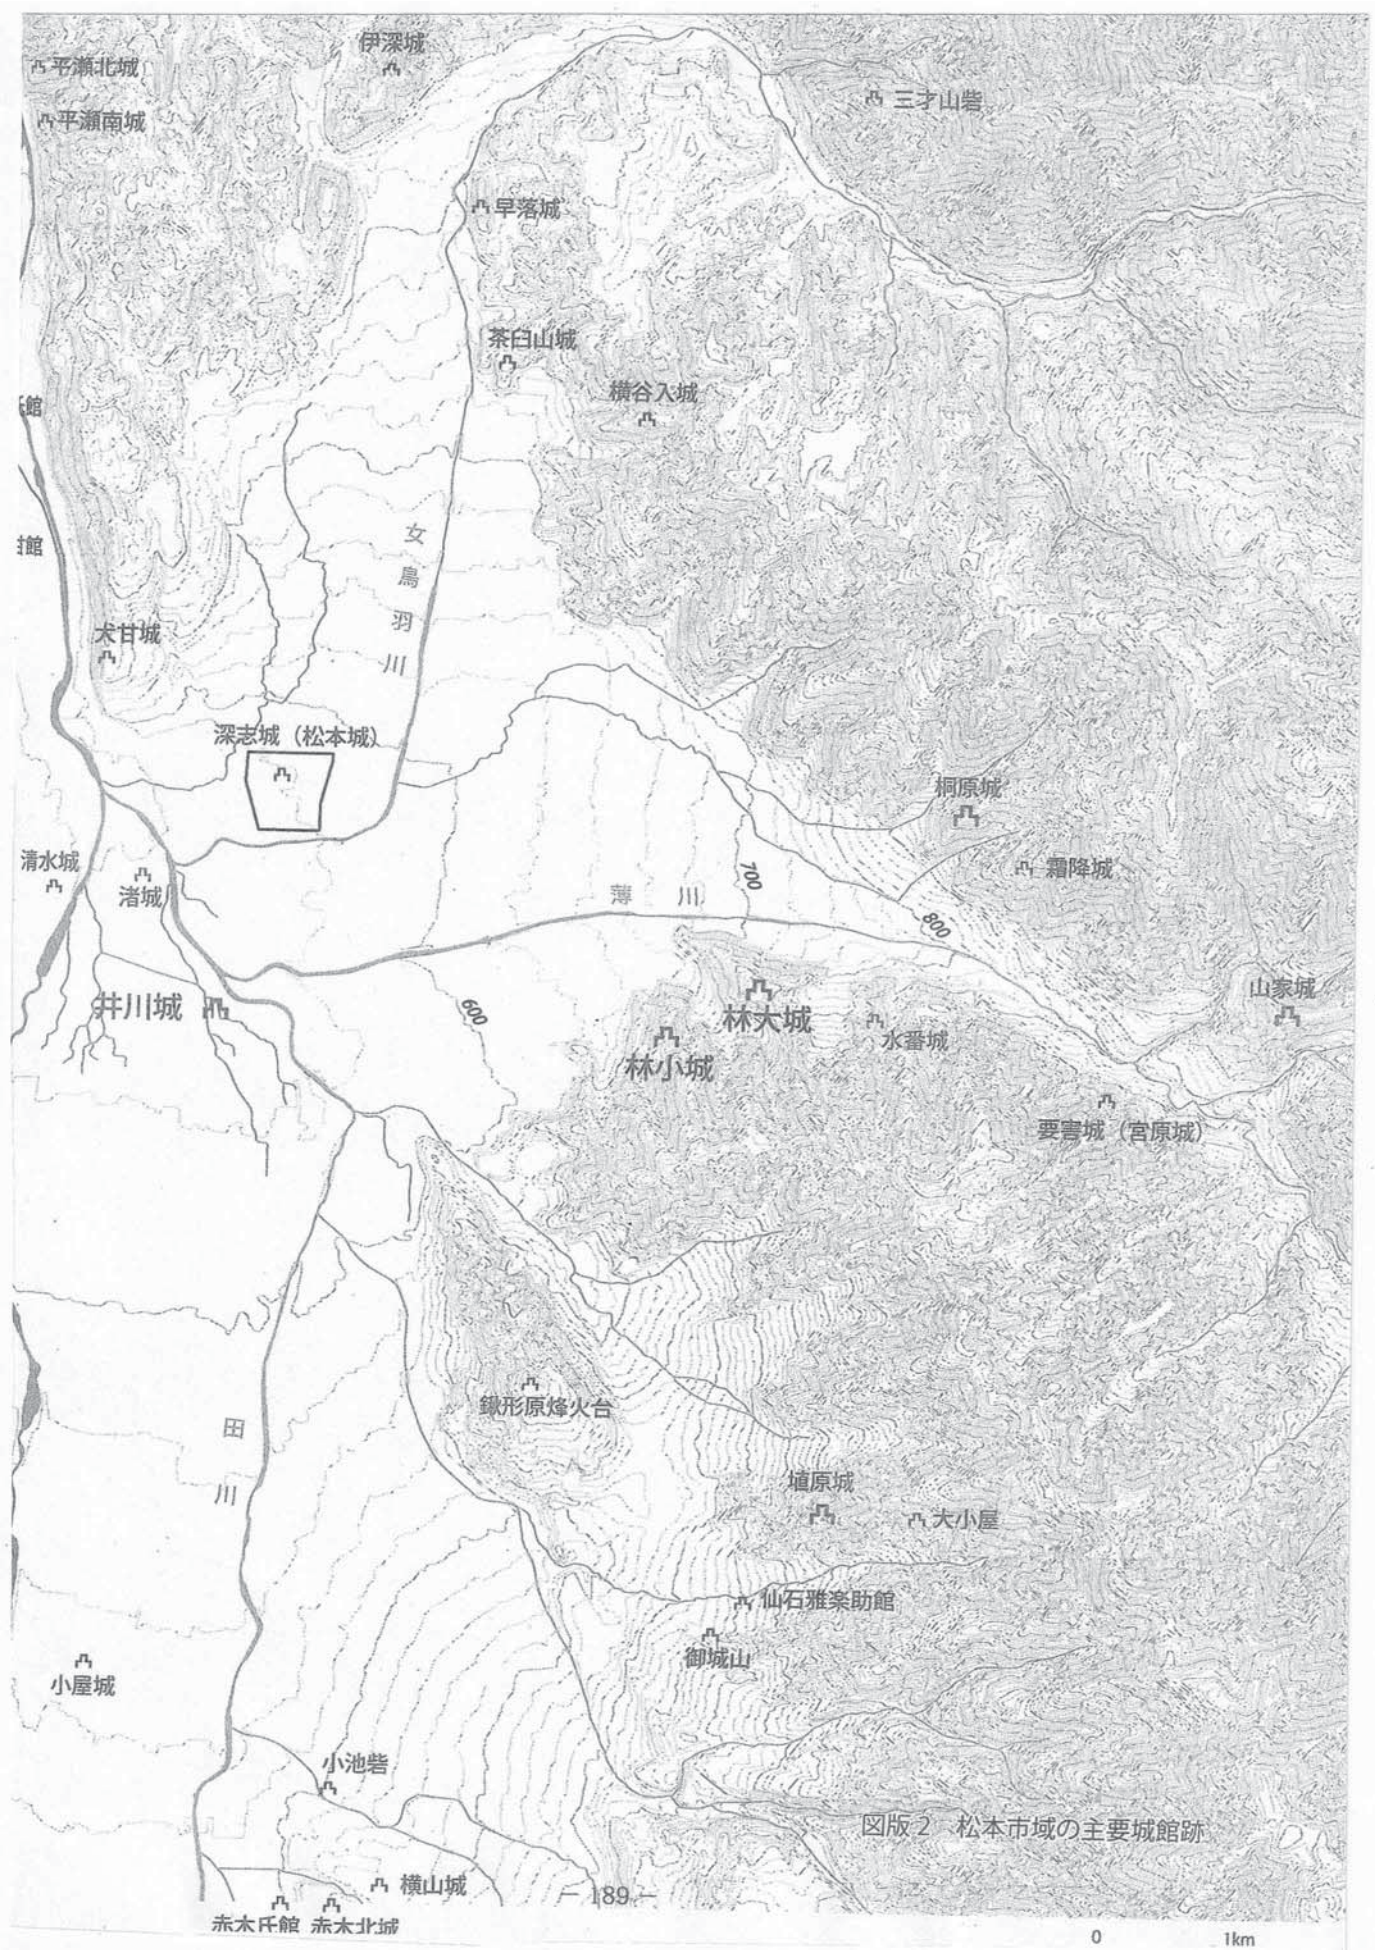 伊深城
平瀬北城
三才山砦
平瀬南城
早落城
茶臼山城
横谷入城
館
女鳥羽川
館
犬甘城
深志城（松本城）
桐原城
清水城
渚城
霜降城
700
薄川
800
山家城
井川城
600
林大城
水番城
林小城
要害城（宮原城）
鍬形原烽火台
田川
埴原城
大小屋
仙石雅楽助館
御城山
小屋城
小池砦
図版2　松本市域の主要城館跡
横山城
― 189 ―
赤木氏館
赤木北城
0
1km